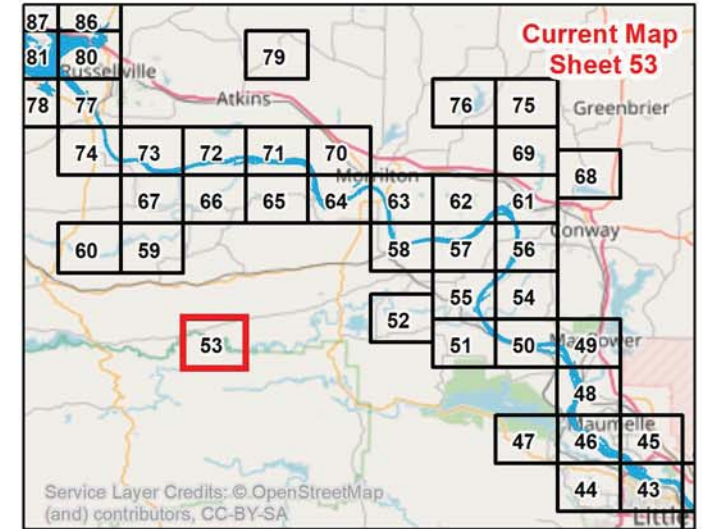 87 86
Current Map
Sheet 53
81 80 79
Russellville
78 77 Atkins 76 75 Greenbrier
74 73 72 71 70 69
Morrilton 68
67 66 65 64 63 62 61
Conway
60 59 58 57 56
55 54
53 52
51 50 49
48
Maumelle
47 46 45
44 43
Little
Service Layer Credits: © OpenStreetMap
(and) contributors, CC-BY-SA